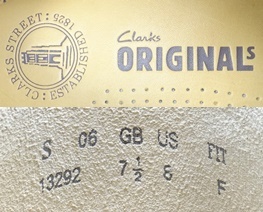 CLARKS STREET: ESTABLISHED 1825
Clarks
ORIGINALS
S 06 GB US FIT
13292 7½ 8 F